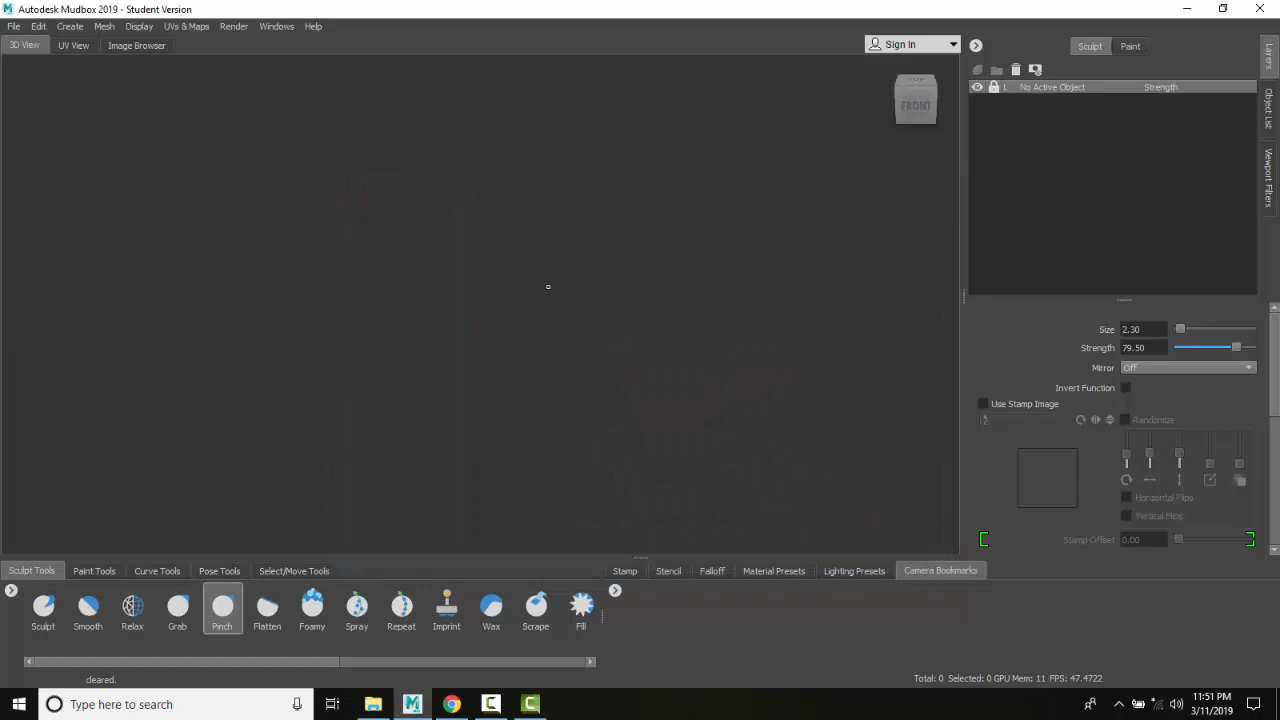 Autodesk Mudbox 2019 - Student Version
File Edit Create Mesh Display UVs & Maps Render Windows Help
3D View UV View Image Browser
Sign In
Sculpt Paint
FRONT
L No Active Object Strength
Layers
Object List
Viewport Filters
Size 2.30
Strength 79.50
Mirror Off
Invert Function
Use Stamp Image
Randomize
Horizontal Flips
Vertical Flips
Stamp Offset 0.00
Sculpt Tools Paint Tools Curve Tools Pose Tools Select/Move Tools
Stamp Stencil Falloff Material Presets Lighting Presets Camera Bookmarks
Sculpt Smooth Relax Grab Pinch Flatten Foamy Spray Repeat Imprint Wax Scrape Fill
cleared.
Total: 0 Selected: 0 GPU Mem: 11 FPS: 47.4722
Type here to search
11:51 PM
3/11/2019